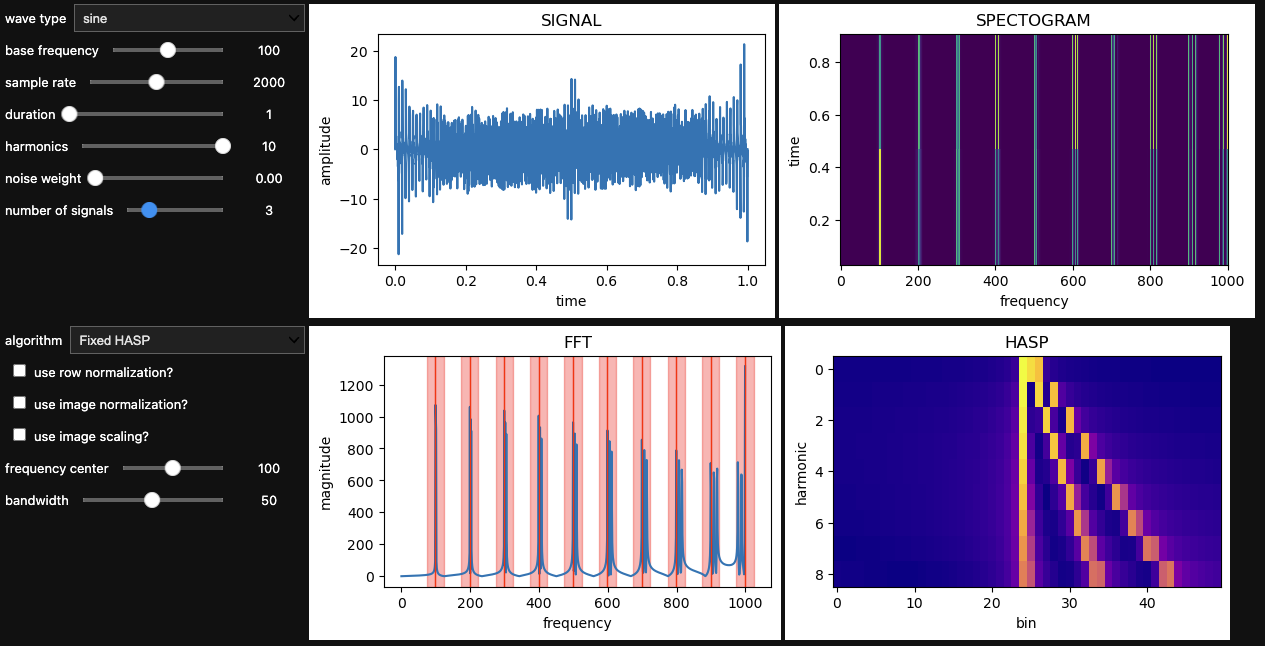 wave type sine
base frequency 100
sample rate 2000
duration 1
harmonics 10
noise weight 0.00
number of signals 3
SIGNAL
20
10
0
−10
−20
amplitude
0.0 0.2 0.4 0.6 0.8 1.0
time
SPECTOGRAM
0.8
0.6
0.4
0.2
time
0 200 400 600 800 1000
frequency
algorithm Fixed HASP
use row normalization?
use image normalization?
use image scaling?
frequency center 100
bandwidth 50
FFT
1200
1000
800
600
400
200
0
magnitude
0 200 400 600 800 1000
frequency
HASP
0
2
4
6
8
harmonic
0 10 20 30 40
bin